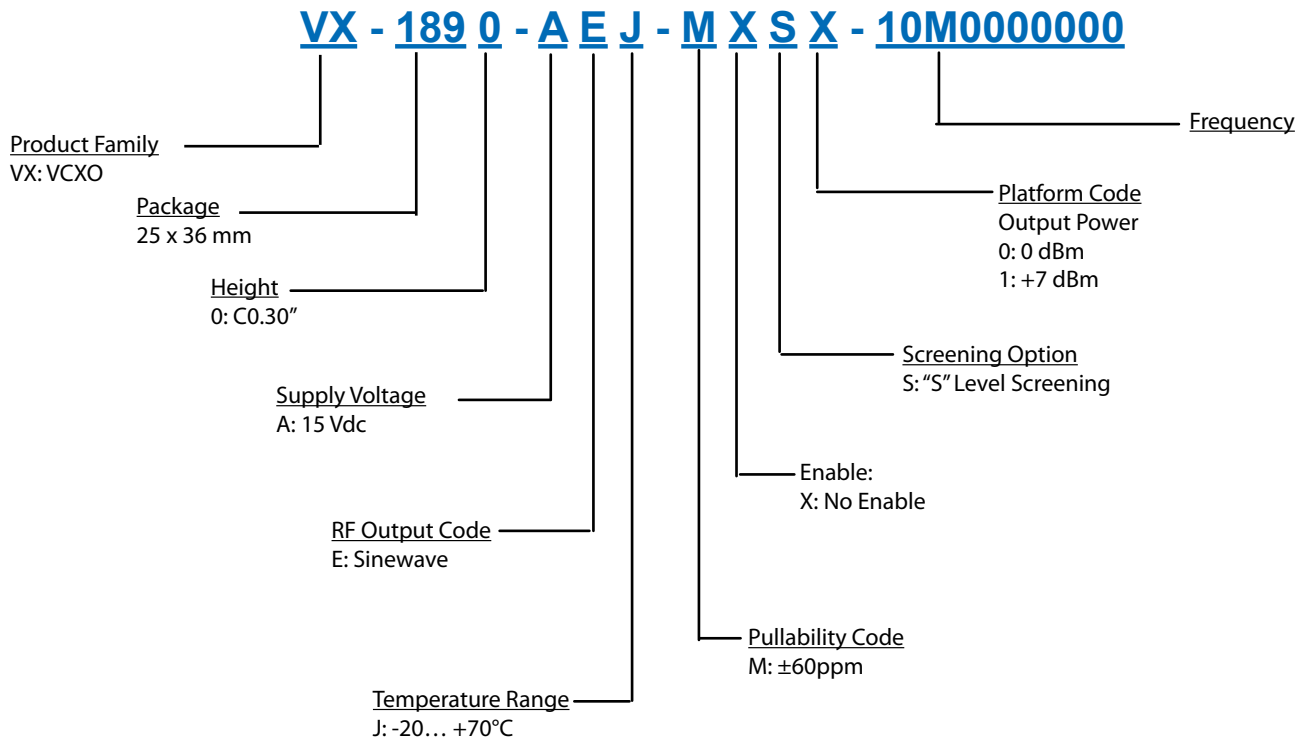 VX - 189 0 - A E J - M X S X - 10M0000000
Frequency
Product Family
VX: VCXO
Platform Code
Output Power
0: 0 dBm
1: +7 dBm
Package
25 x 36 mm
Height
0: C0.30”
Screening Option
S: “S” Level Screening
Supply Voltage
A: 15 Vdc
Enable:
X: No Enable
RF Output Code
E: Sinewave
Pullability Code
M: ±60ppm
Temperature Range
J: -20… +70°C